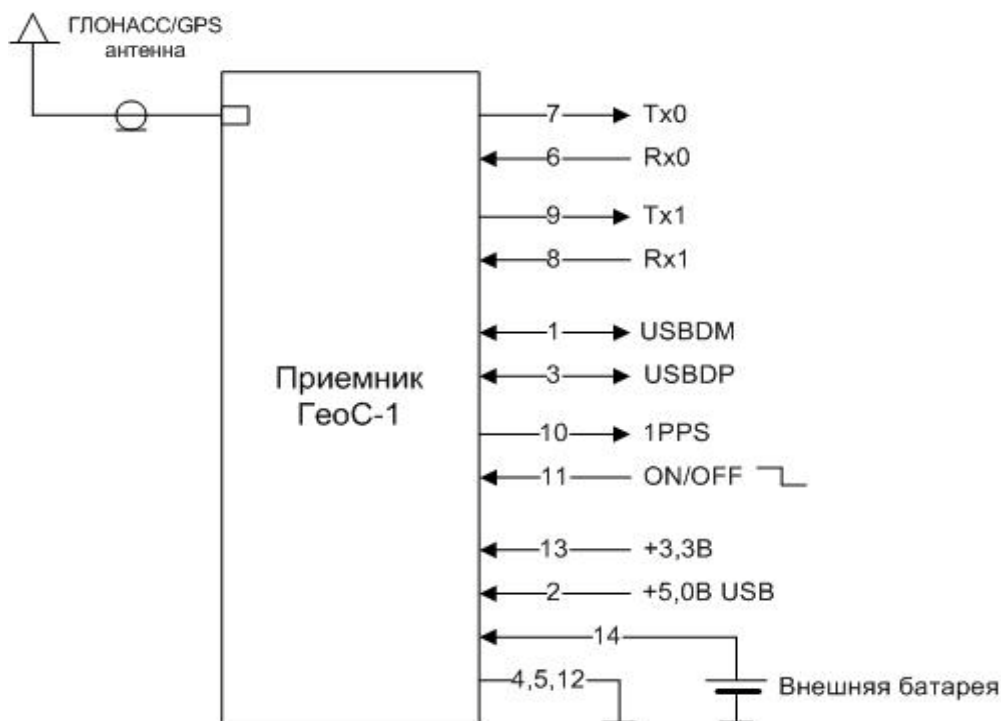 ГЛОНАСС/GPS
антенна
7 Tx0
6 Rx0
9 Tx1
8 Rx1
1 USBDM
3 USBDP
Приемник
ГеоС-1
10 1PPS
11 ON/OFF
13 +3,3В
2 +5,0В USB
14
4,5,12
Внешняя батарея